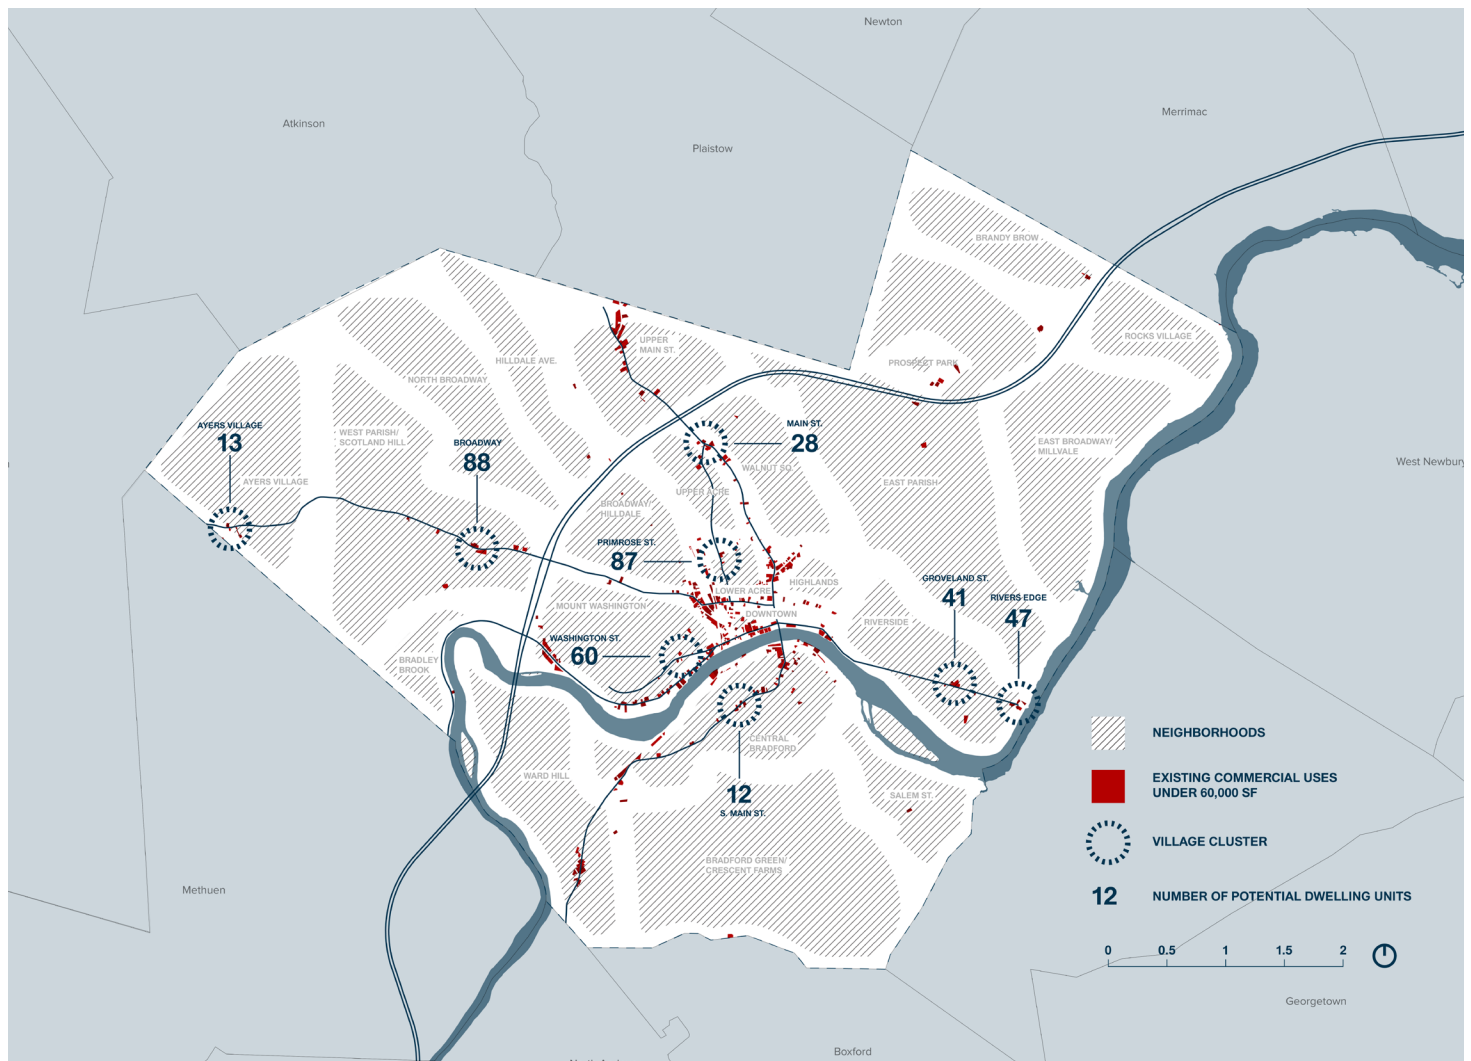 Newton
Merrimac
Atkinson
Plaistow
BRANDY BROW
ROCKS VILLAGE
UPPER
MAIN ST.
HILLDALE AVE.
PROSPECT PARK
NORTH BROADWAY
AYERS VILLAGE
13
WEST PARISH/
SCOTLAND HILL
BROADWAY
88
MAIN ST.
28
EAST BROADWAY/
MILLVALE
West Newbury
WALNUT SQ.
AYERS VILLAGE
EAST PARISH
UPPER ACRE
BROADWAY/
HILLDALE
PRIMROSE ST.
87
HIGHLANDS
GROVELAND ST.
41
LOWER ACRE
RIVERS EDGE
47
MOUNT WASHINGTON
DOWNTOWN
RIVERSIDE
WASHINGTON ST.
60
BRADLEY
BROOK
CENTRAL
BRADFORD
WARD HILL
12
S. MAIN ST.
SALEM ST.
BRADFORD GREEN/
CRESCENT FARMS
NEIGHBORHOODS
EXISTING COMMERCIAL USES
UNDER 60,000 SF
VILLAGE CLUSTER
12 NUMBER OF POTENTIAL DWELLING UNITS
0 0.5 1 1.5 2
Methuen
Georgetown
Boxford